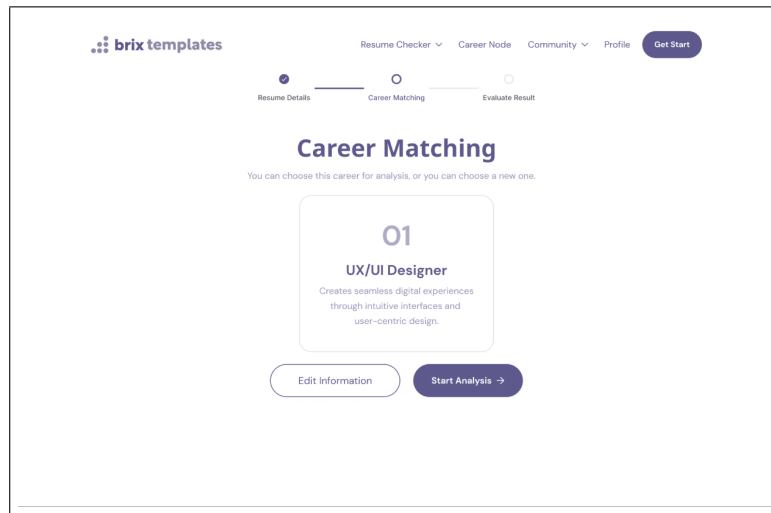 brix templates
Resume Checker Career Node Community Profile Get Start
Resume Details Career Matching Evaluate Result
Career Matching
You can choose this career for analysis, or you can choose a new one.
01
UX/UI Designer
Creates seamless digital experiences
through intuitive interfaces and
user-centric design.
Edit Information Start Analysis →